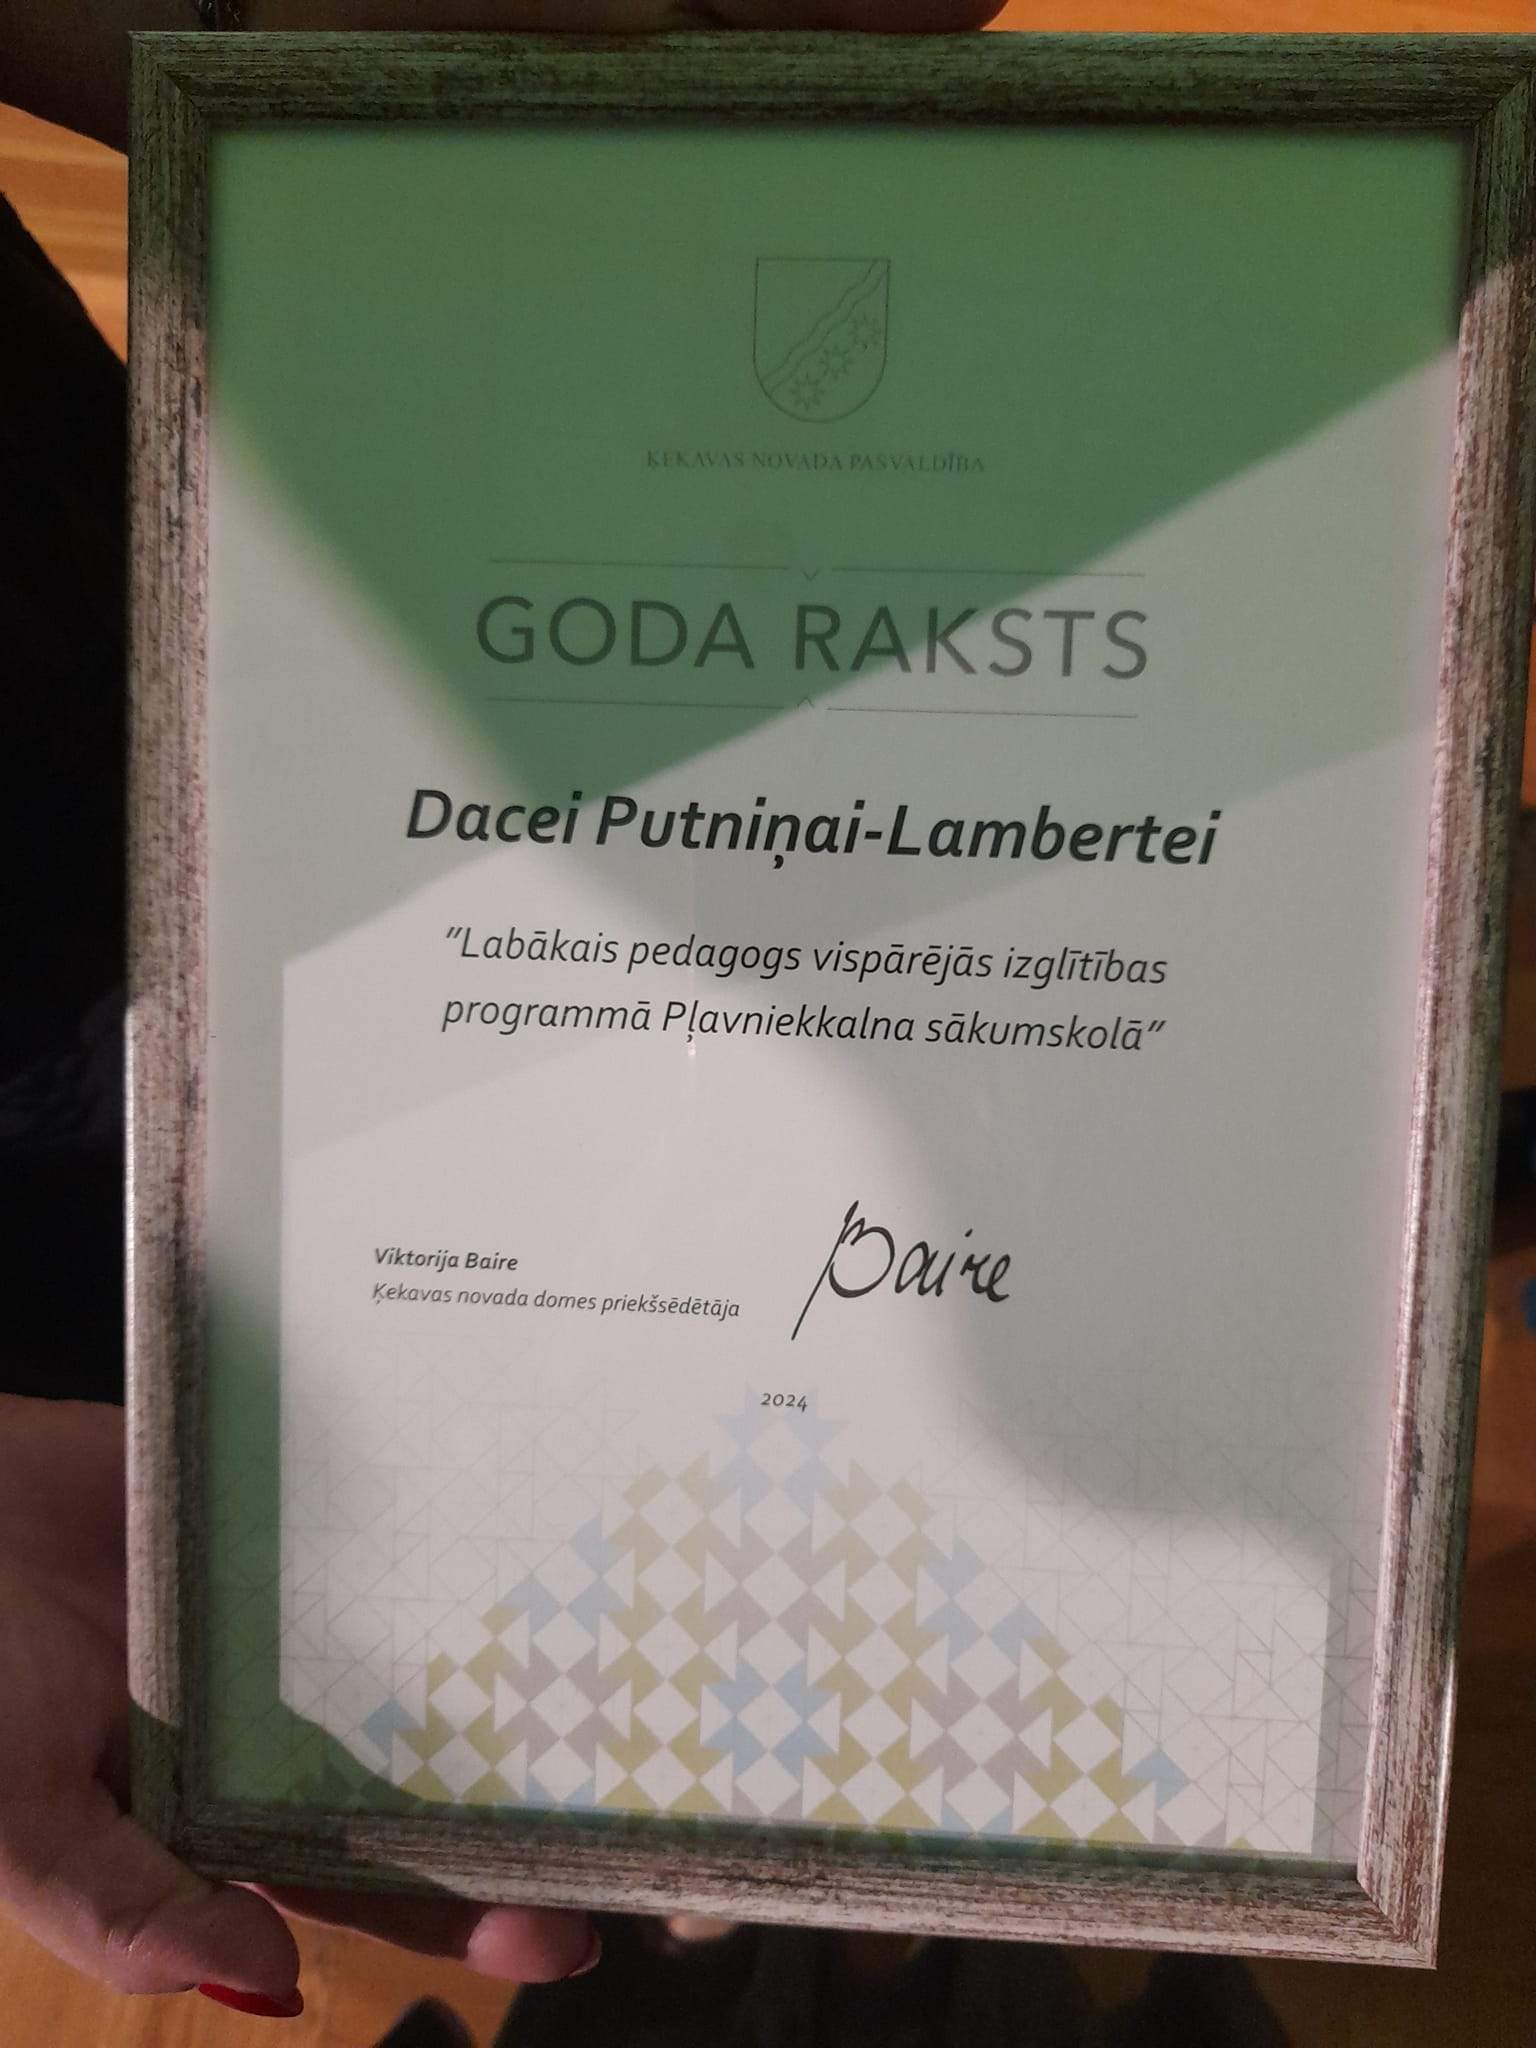 ĶEKAVAS NOVADA PAŠVALDĪBA
GODA RAKSTS
Dacei Putniņai-Lambertei
"Labākais pedagogs vispārējās izglītības
programmā Pļavniekkalna sākumskolā"
Baire
Viktorija Baire
Ķekavas novada domes priekšsēdētāja
2024